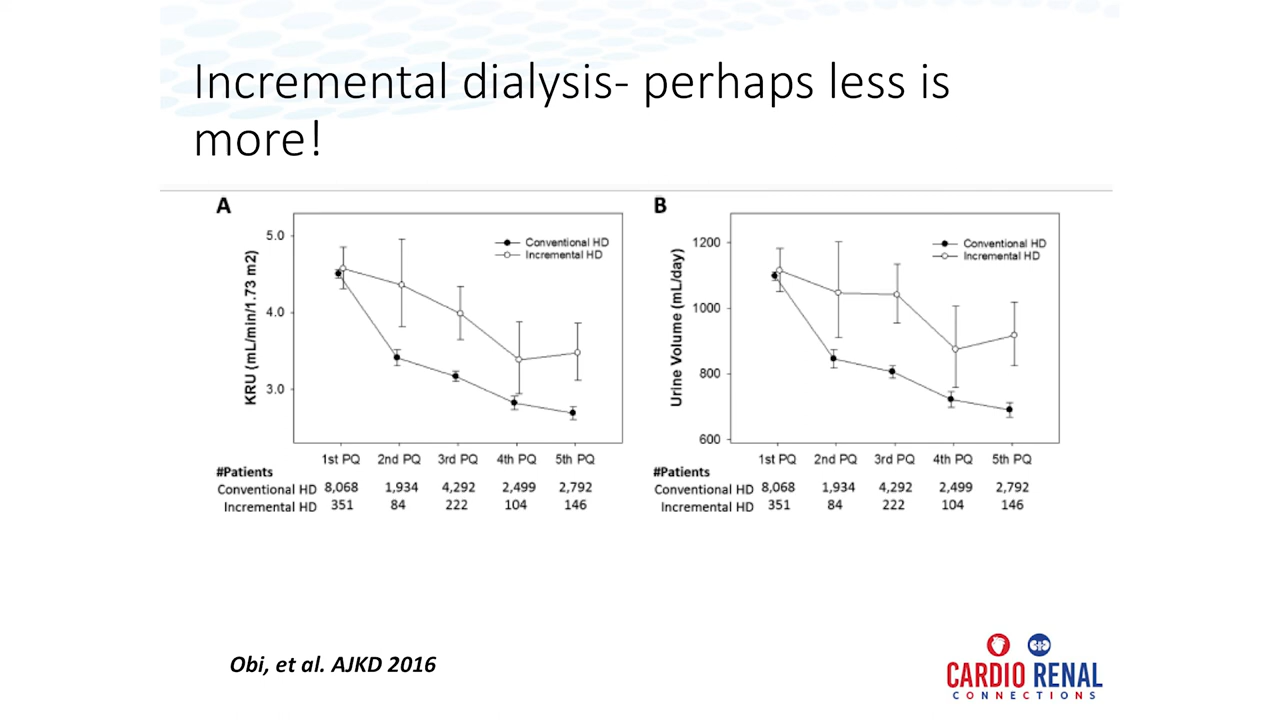 Incremental dialysis- perhaps less is
more!
A
KRU (mL/min/1.73 m2)
5.0
4.0
3.0
Conventional HD
Incremental HD
1st PQ 2nd PQ 3rd PQ 4th PQ 5th PQ
#Patients
Conventional HD 8,068 1,934 4,292 2,499 2,792
Incremental HD 351 84 222 104 146
B
Urine Volume (mL/day)
1200
1000
800
600
Conventional HD
Incremental HD
1st PQ 2nd PQ 3rd PQ 4th PQ 5th PQ
#Patients
Conventional HD 8,068 1,934 4,292 2,499 2,792
Incremental HD 351 84 222 104 146
Obi, et al. AJKD 2016
CARDIO RENAL
CONNECTIONS